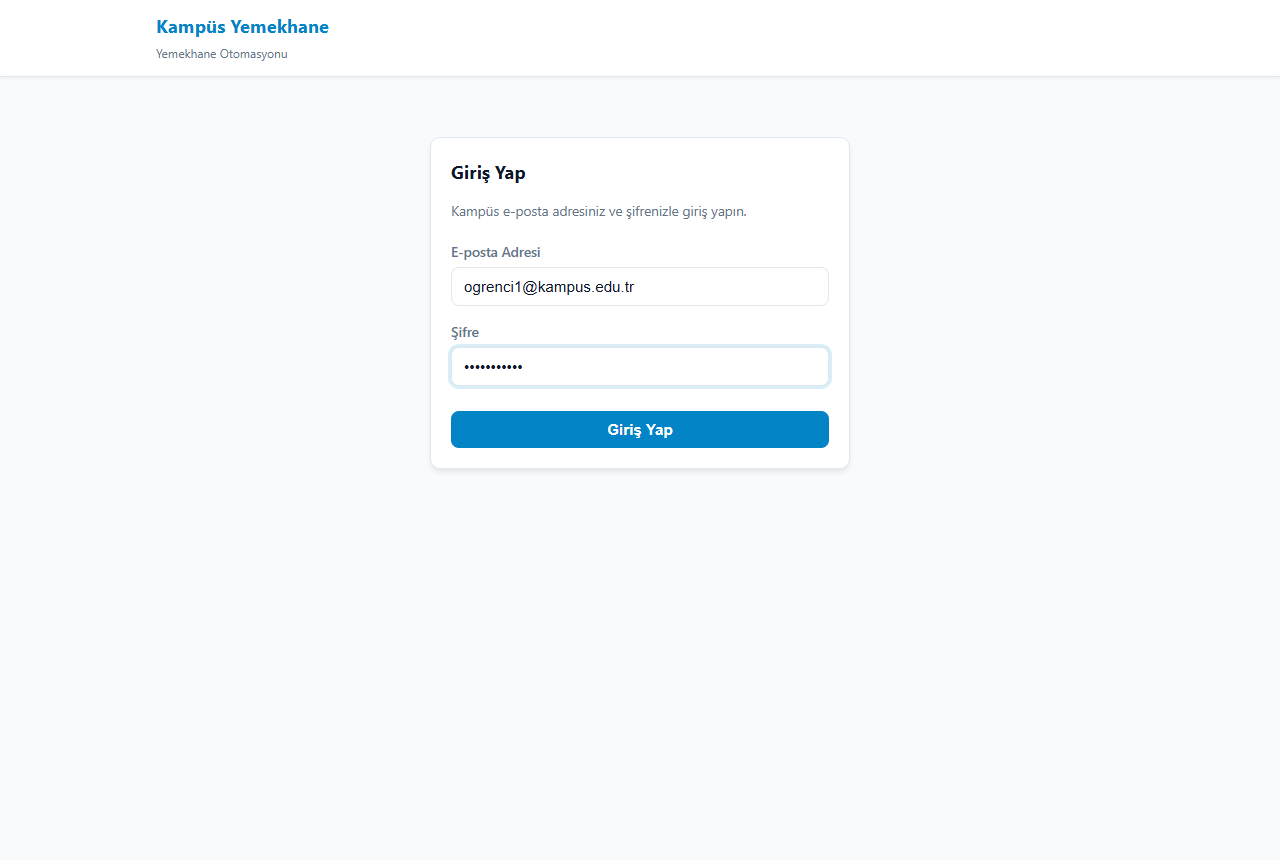 Kampüs Yemekhane
Yemekhane Otomasyonu
Giriş Yap
Kampüs e-posta adresiniz ve şifrenizle giriş yapın.
E-posta Adresi
ogrenci1@kampus.edu.tr
Şifre
•••••••••••
Giriş Yap